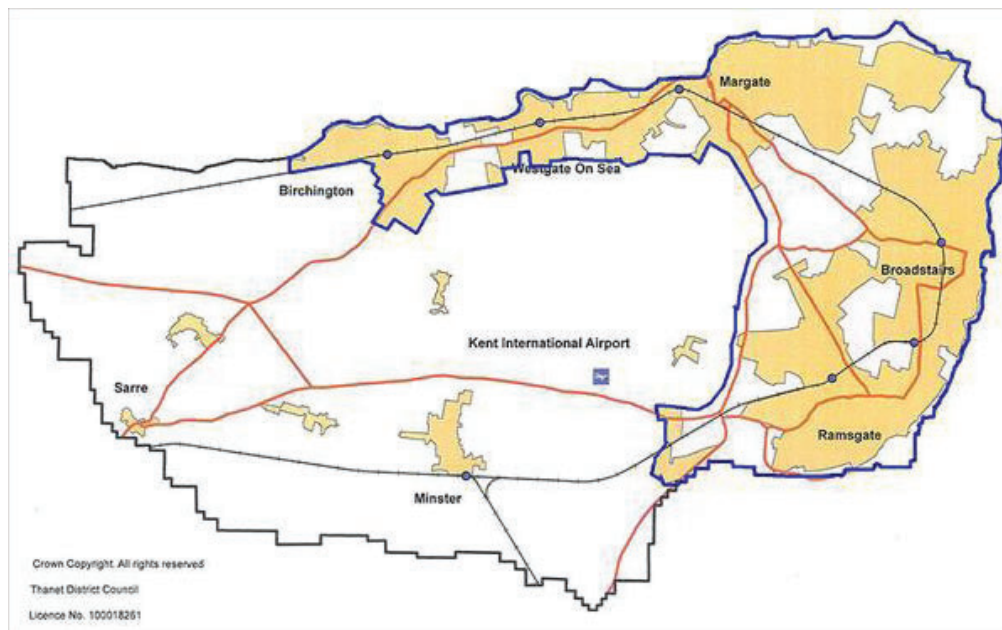 Margate
Westgate On Sea
Birchington
Broadstairs
Kent International Airport
Sarre
Ramsgate
Minster
Crown Copyright. All rights reserved
Thanet District Council
Licence No. 100018261